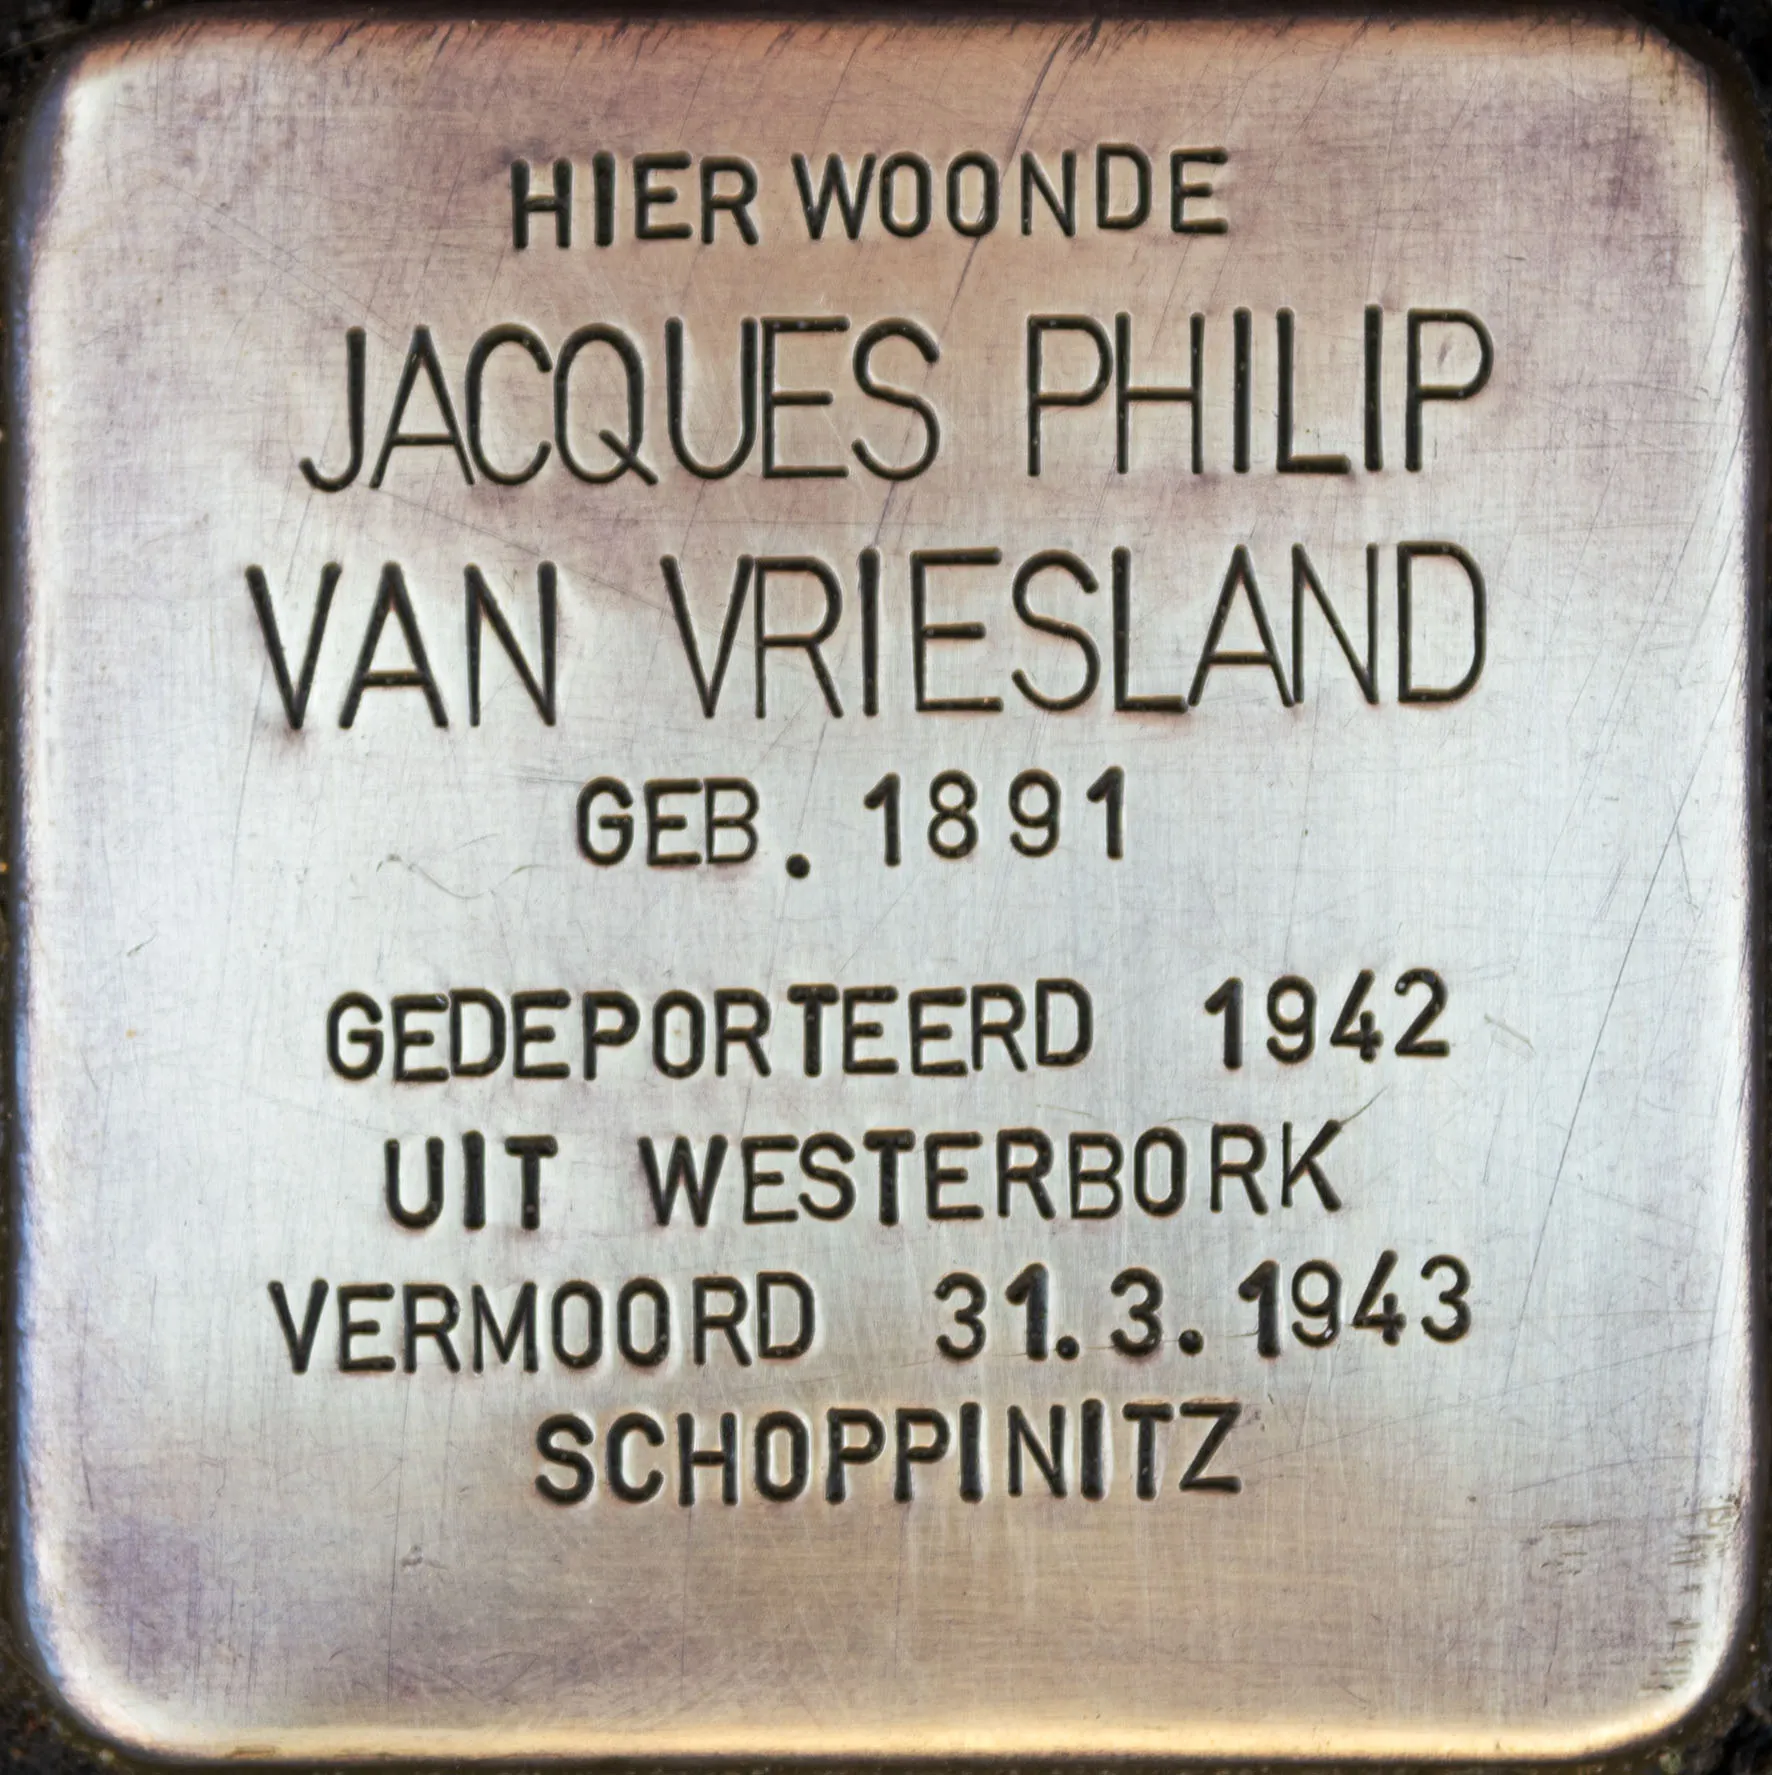 HIER WOONDE
JACQUES PHILIP
VAN VRIESLAND
GEB. 1891
GEDEPORTEERD 1942
UIT WESTERBORK
VERMOORD 31.3.1943
SCHOPPINITZ